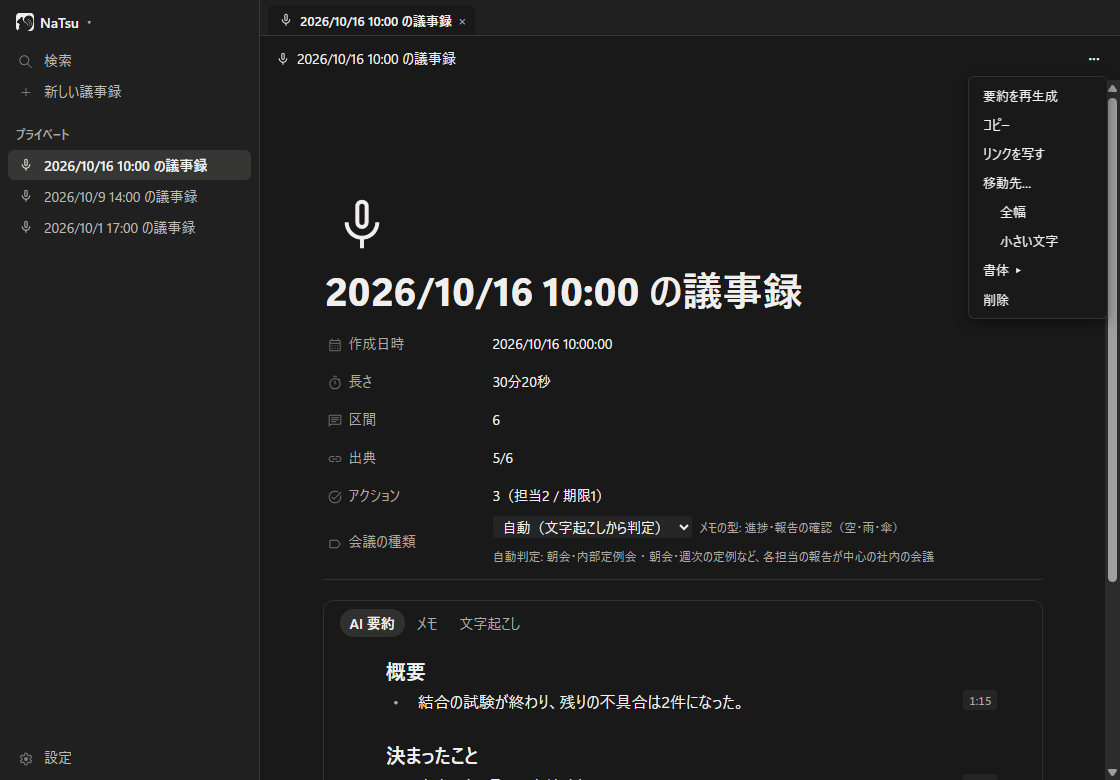 NaTsu
検索
新しい議事録
プライベート
2026/10/16 10:00 の議事録
2026/10/9 14:00 の議事録
2026/10/1 17:00 の議事録
設定
2026/10/16 10:00 の議事録 ×
2026/10/16 10:00 の議事録
要約を再生成
コピー
リンクを写す
移動先...
全幅
小さい文字
書体
削除
2026/10/16 10:00 の議事録
作成日時 2026/10/16 10:00:00
長さ 30分20秒
区間 6
出典 5/6
アクション 3（担当2 / 期限1）
会議の種類 自動（文字起こしから判定） メモの型: 進捗・報告の確認（空・雨・傘）
自動判定: 朝会・内部定例会 ・ 朝会・週次の定例など、各担当の報告が中心の社内の会議
AI 要約 メモ 文字起こし
概要
• 結合の試験が終わり、残りの不具合は2件になった。 1:15
決まったこと